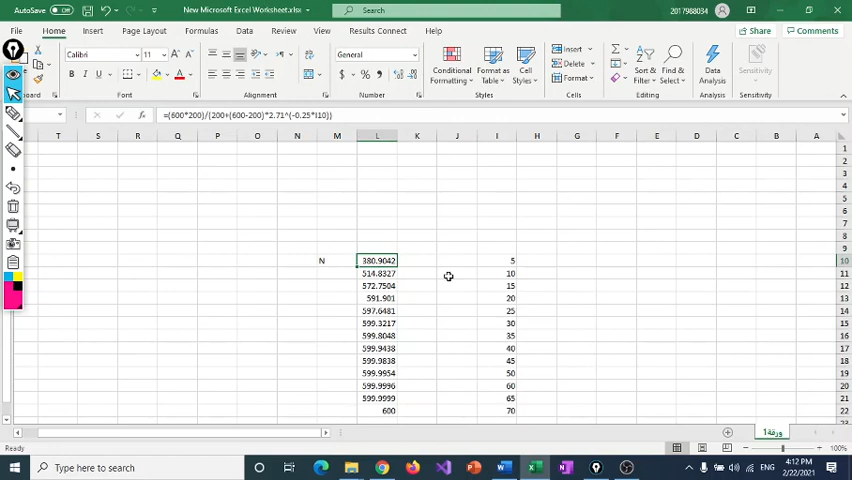 AutoSave Off New Microsoft Excel Worksheet.xlsx Search 2017988034
File Home Insert Page Layout Formulas Data Review View Help Share Comments
Calibri 11 General Conditional Formatting Format as Table Cell Styles Insert Delete Format Sort & Filter Find & Select Data Analysis Sensitivity
Font Alignment Number Styles Cells Editing Analysis Sensitivity
=(600*200)/(200+(600-200)*2.71^(-0.25*I10))
T S R Q P O N M L K J I H G F E D C B A
1
2
3
4
5
6
7
8
9
N 380.9042 5 10
514.8327 10 11
572.7504 15 12
591.901 20 13
597.6481 25 14
599.3217 30 15
599.8048 35 16
599.9438 40 17
599.9838 45 18
599.9954 50 19
599.9996 60 20
599.9999 65 21
600 70 22
23
ورقة1
Ready 100%
Type here to search ENG 4:12 PM
2/22/2021